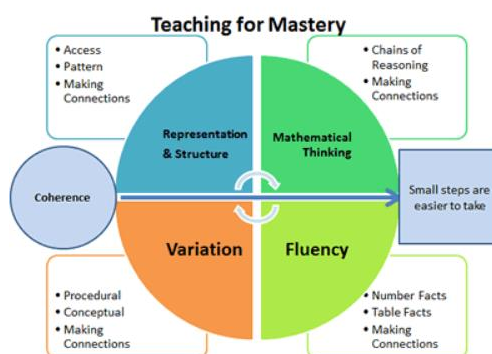 Teaching for Mastery
• Access
• Pattern
• Making
Connections
• Chains of
Reasoning
• Making
Connections
Representation
& Structure
Mathematical
Thinking
Coherence
Small steps are
easier to take
Variation
Fluency
• Procedural
• Conceptual
• Making
Connections
• Number Facts
• Table Facts
• Making
Connections